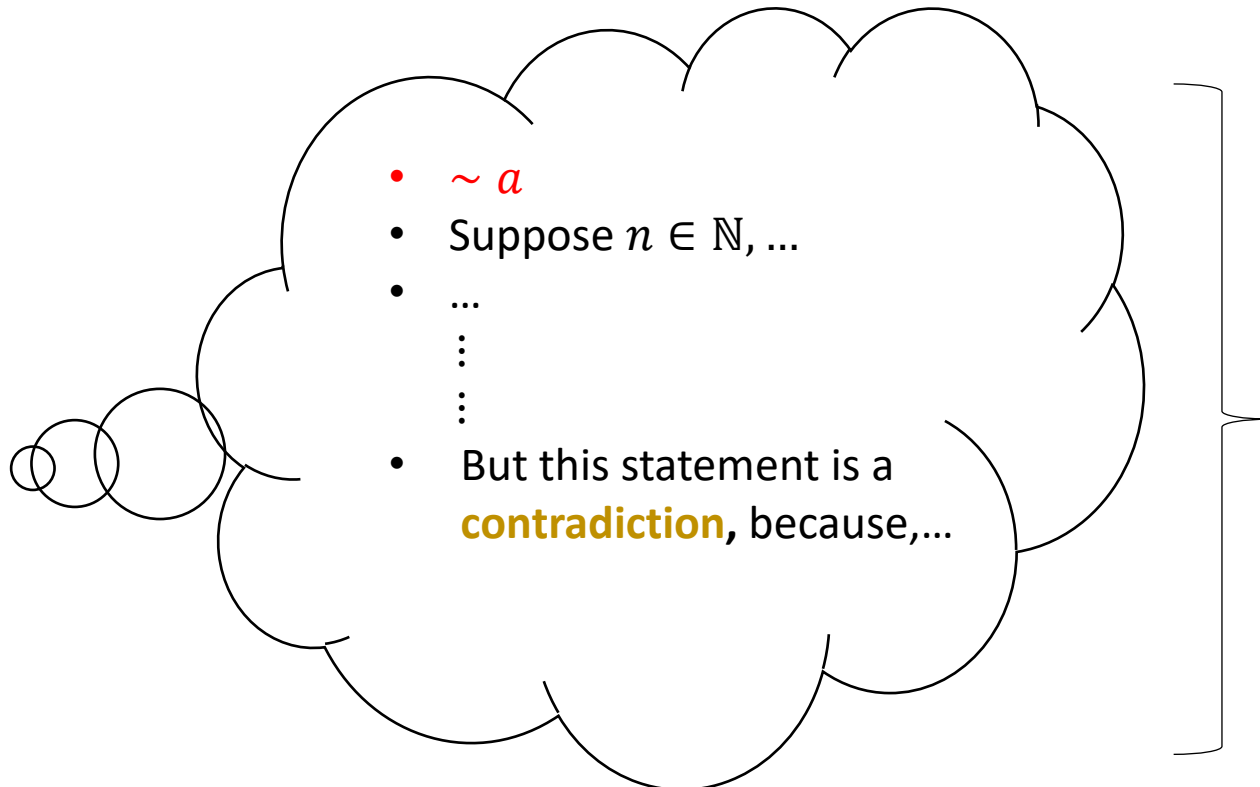 • ~ a
• Suppose n ∈ ℕ, ...
• ...
⋮
⋮
• But this statement is a
contradiction, because,...